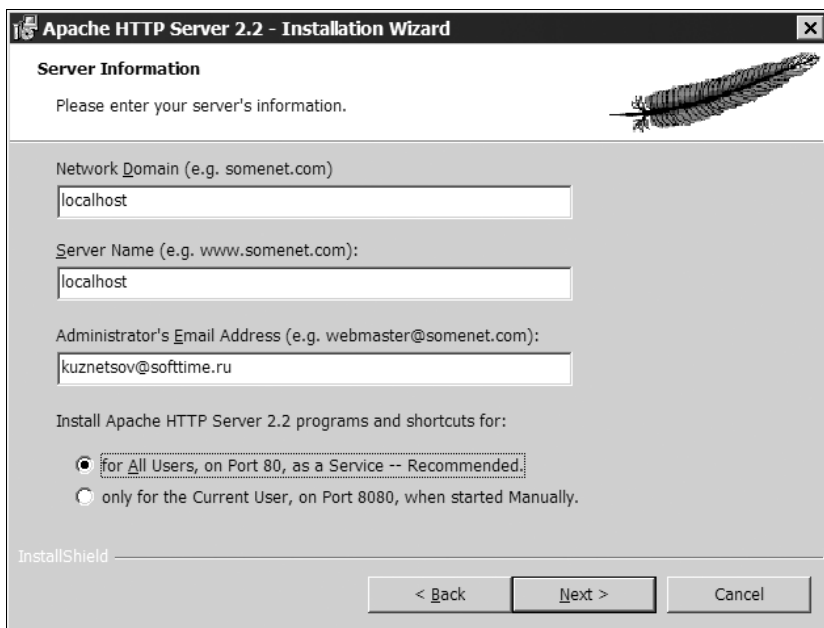 Apache HTTP Server 2.2 - Installation Wizard
Server Information
Please enter your server's information.
Network Domain (e.g. somenet.com)
localhost
Server Name (e.g. www.somenet.com):
localhost
Administrator's Email Address (e.g. webmaster@somenet.com):
kuznetsov@softtime.ru
Install Apache HTTP Server 2.2 programs and shortcuts for:
for All Users, on Port 80, as a Service -- Recommended.
only for the Current User, on Port 8080, when started Manually.
InstallShield
< Back
Next >
Cancel